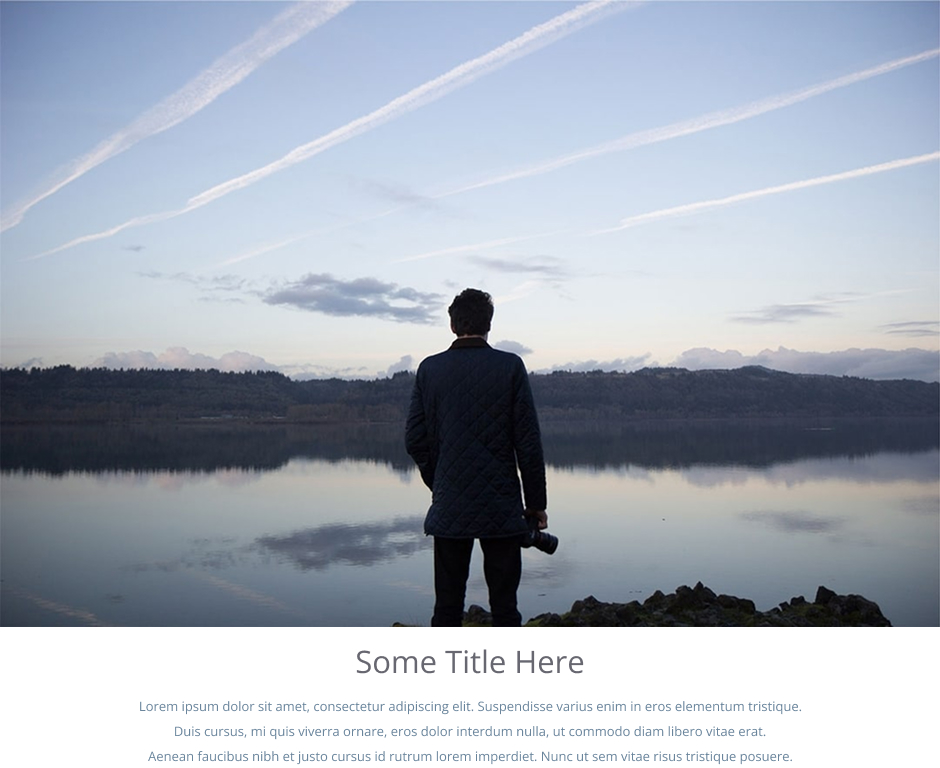 Some Title Here
Lorem ipsum dolor sit amet, consectetur adipiscing elit. Suspendisse varius enim in eros elementum tristique.
Duis cursus, mi quis viverra ornare, eros dolor interdum nulla, ut commodo diam libero vitae erat.
Aenean faucibus nibh et justo cursus id rutrum lorem imperdiet. Nunc ut sem vitae risus tristique posuere.